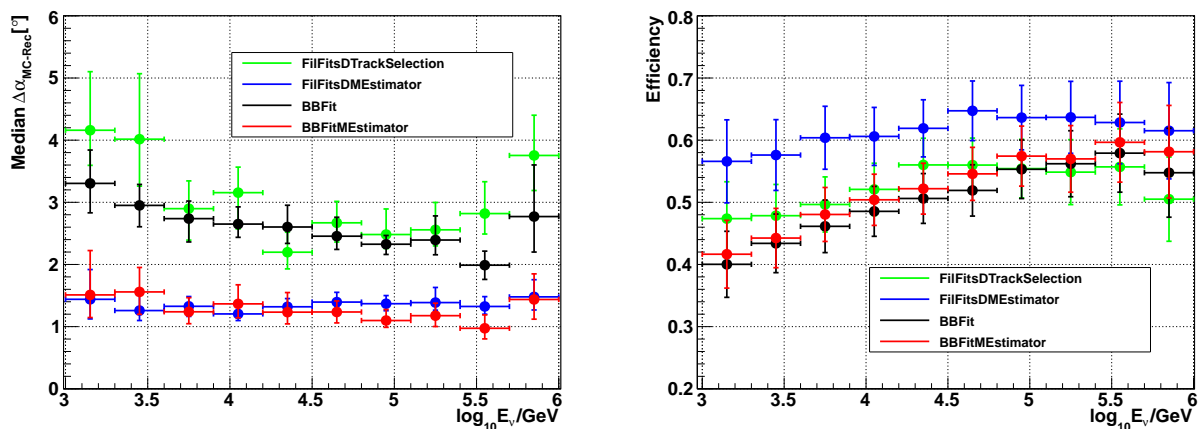 Median Δα MC-Rec[°]
6
5
4
3
2
1
0
FilFitsDTrackSelection
FilFitsDMEstimator
BBFit
BBFitMEstimator
3 3.5 4 4.5 5 5.5 6
log10Eν/GeV
Efficiency
0.8
0.7
0.6
0.5
0.4
0.3
0.2
FilFitsDTrackSelection
FilFitsDMEstimator
BBFit
BBFitMEstimator
3 3.5 4 4.5 5 5.5 6
log10Eν/GeV